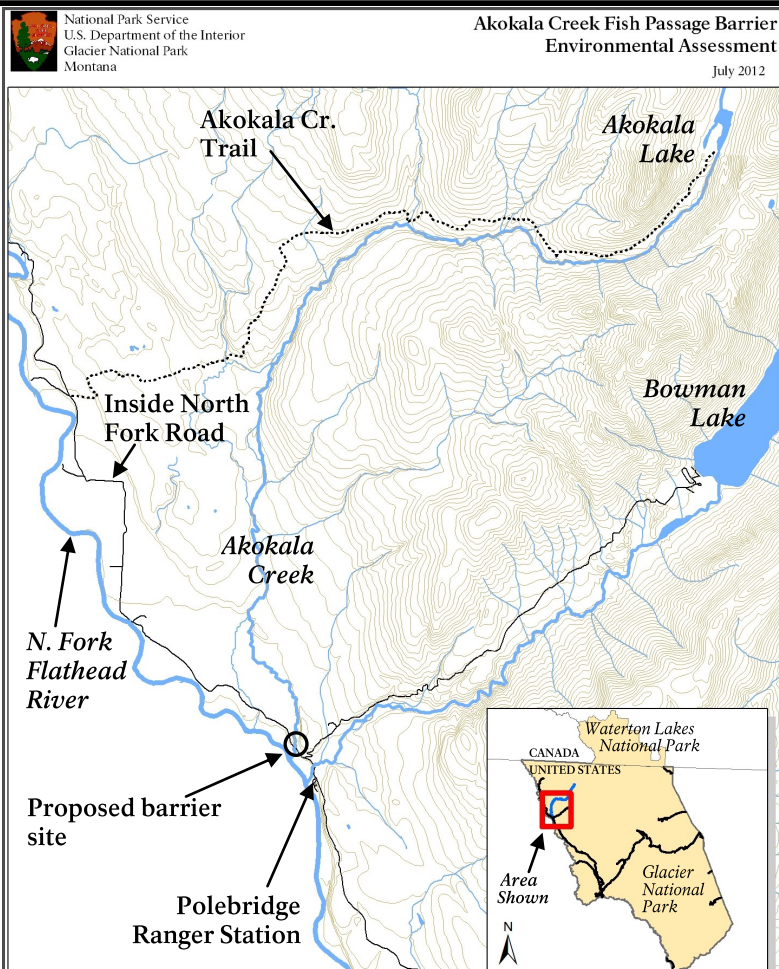 National Park Service
U.S. Department of the Interior
Glacier National Park
Montana
Akokala Creek Fish Passage Barrier
Environmental Assessment
July 2012
Akokala Cr.
Trail
Akokala
Lake
Bowman
Lake
Inside North
Fork Road
Akokala
Creek
N. Fork
Flathead
River
Proposed barrier
site
Polebridge
Ranger Station
Waterton Lakes
National Park
CANADA
UNITED STATES
Area
Shown
Glacier
National
Park
N